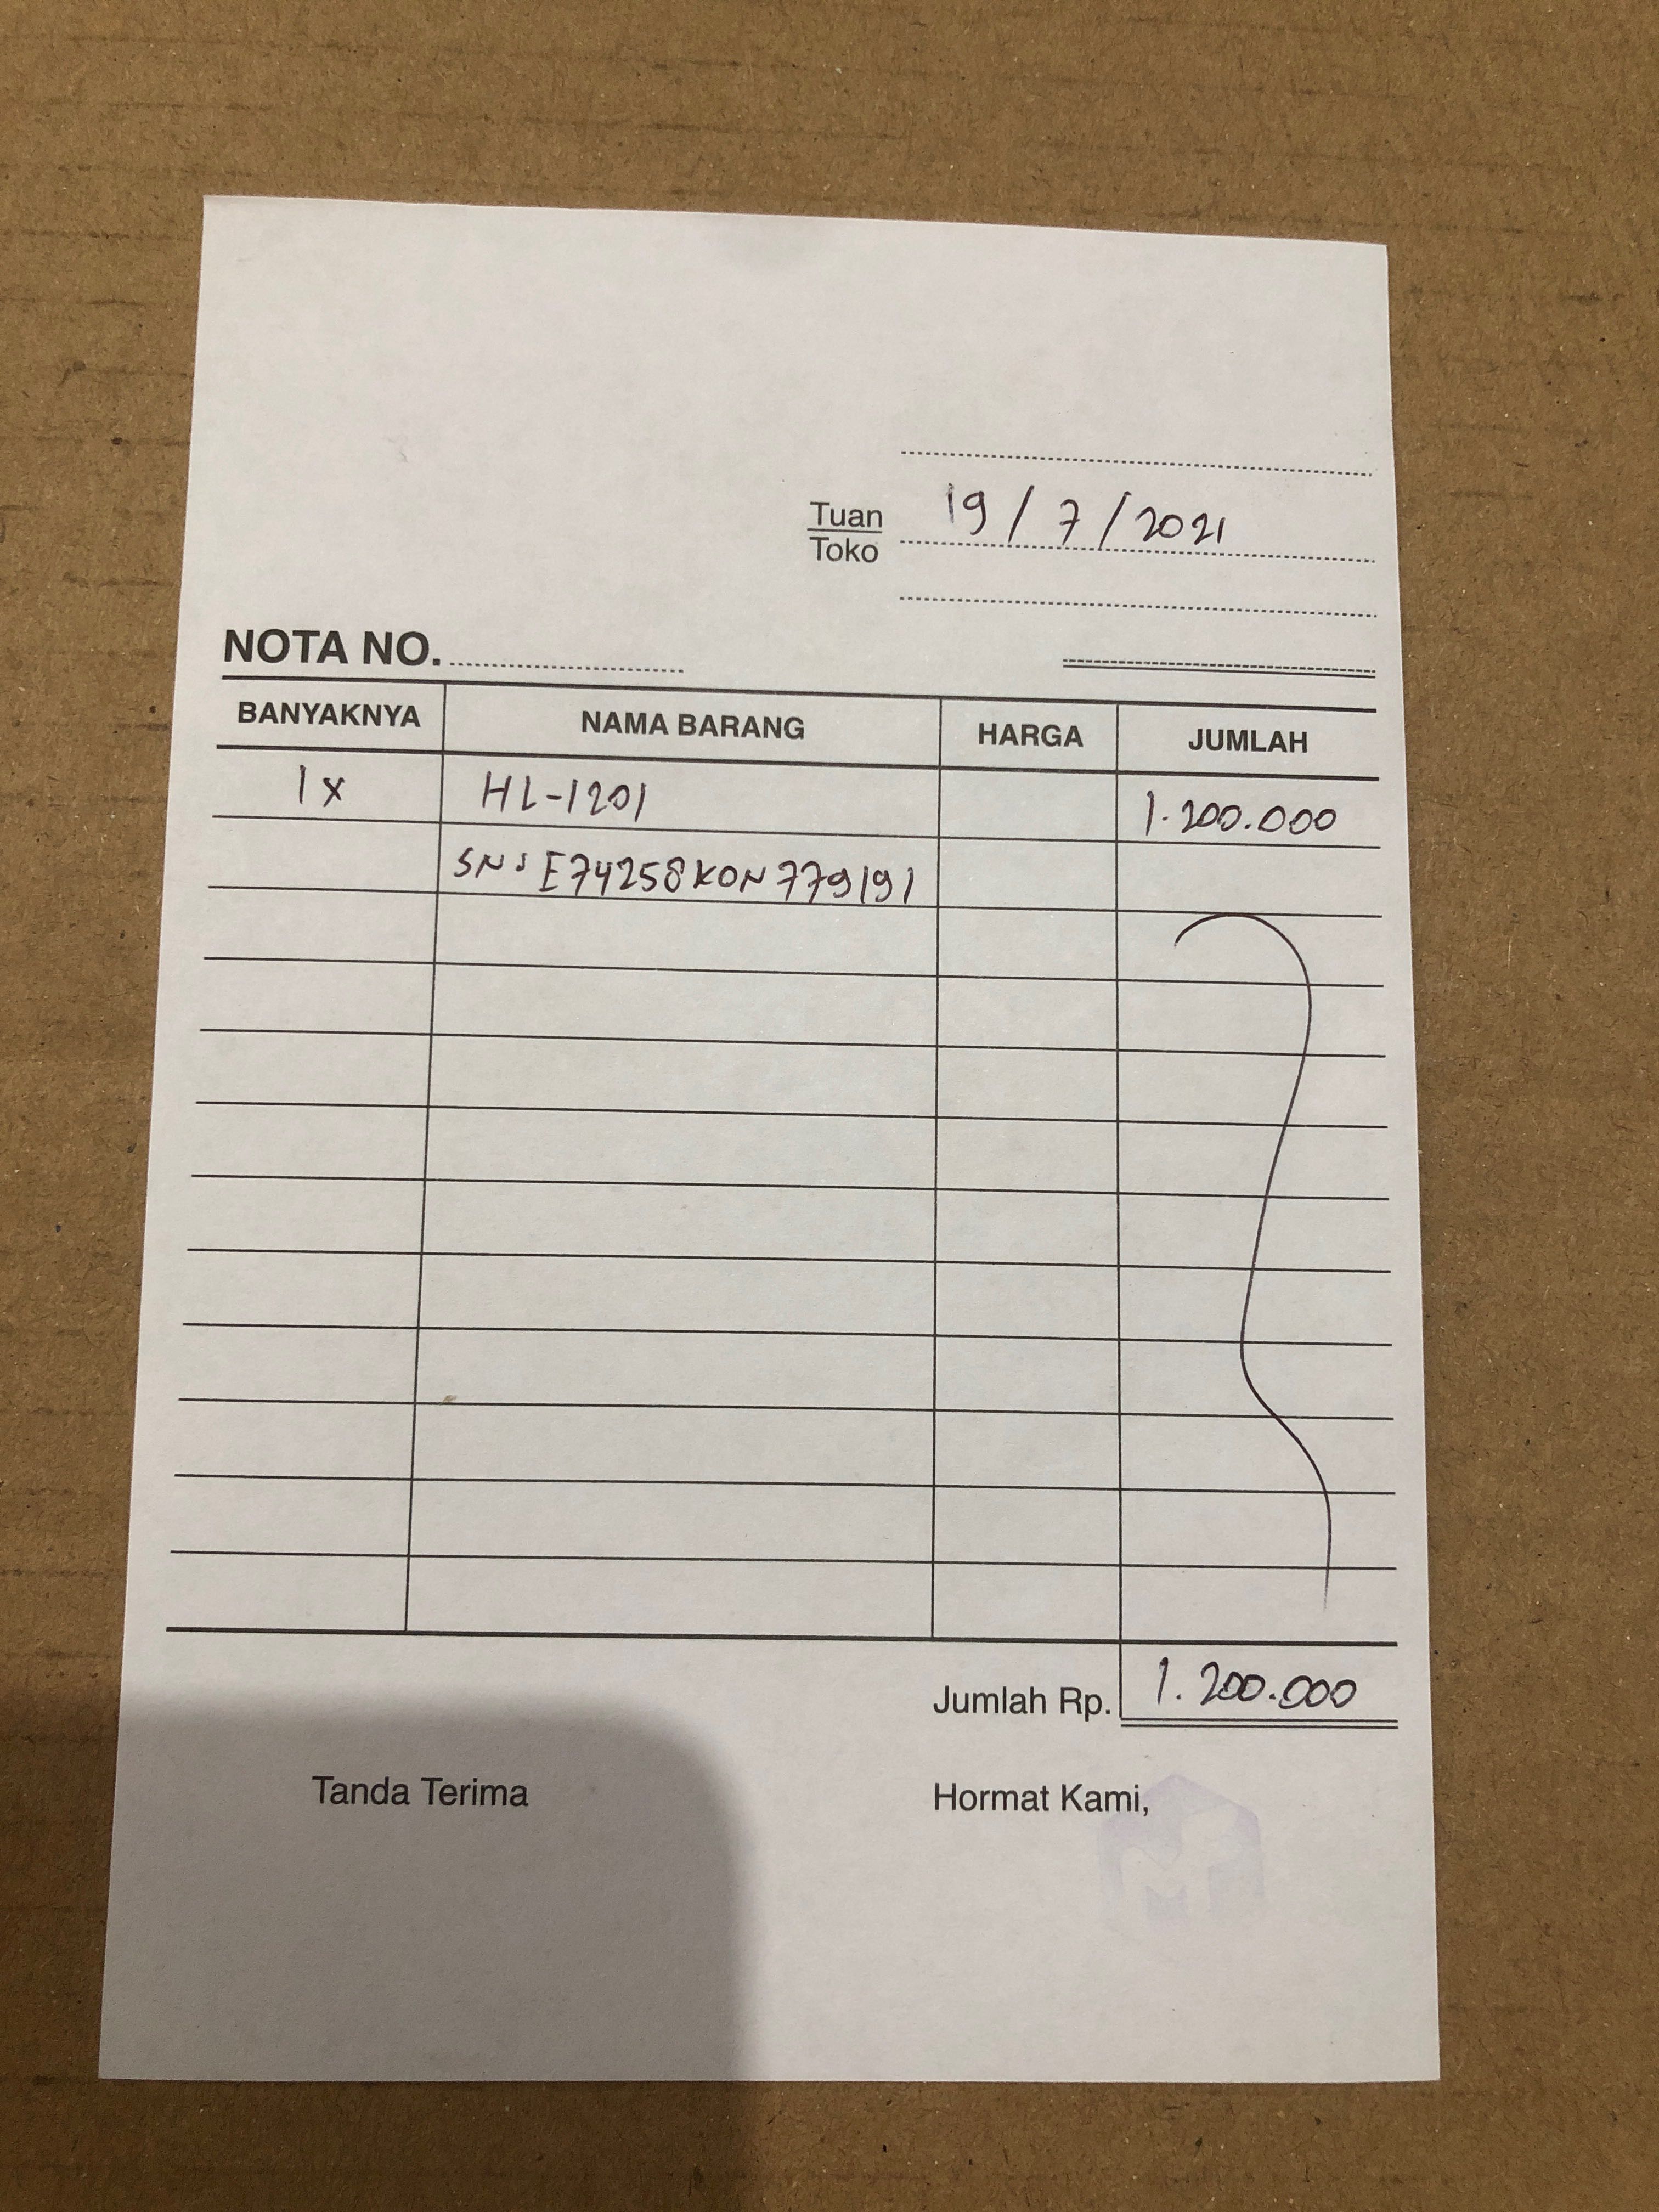 Tuan
Toko
19/7/2021
NOTA NO.
BANYAKNYA NAMA BARANG HARGA JUMLAH
1x HL-1201 1.200.000
SN: E74258K0N779191
Jumlah Rp. 1.200.000
Tanda Terima Hormat Kami,